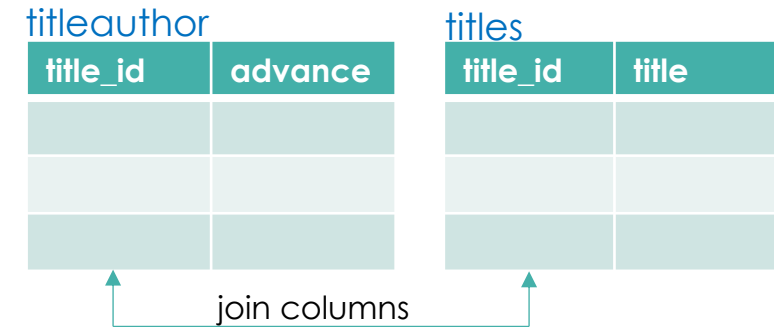 titleauthor
titles
title_id advance
title_id title
join columns